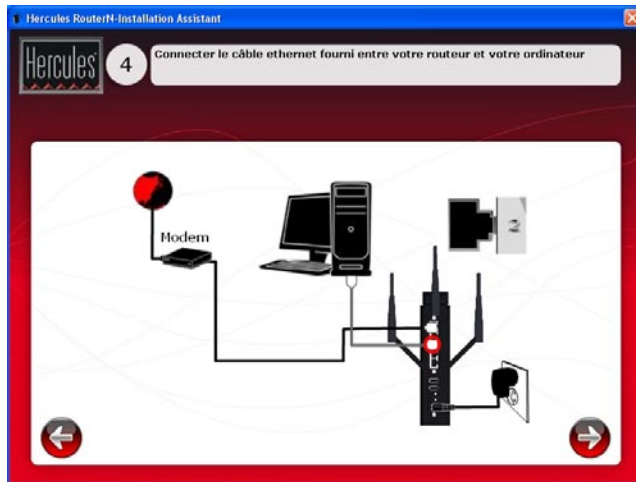 Hercules RouterN-Installation Assistant
Hercules
4
Connecter le câble ethernet fourni entre votre routeur et votre ordinateur
Modem
2